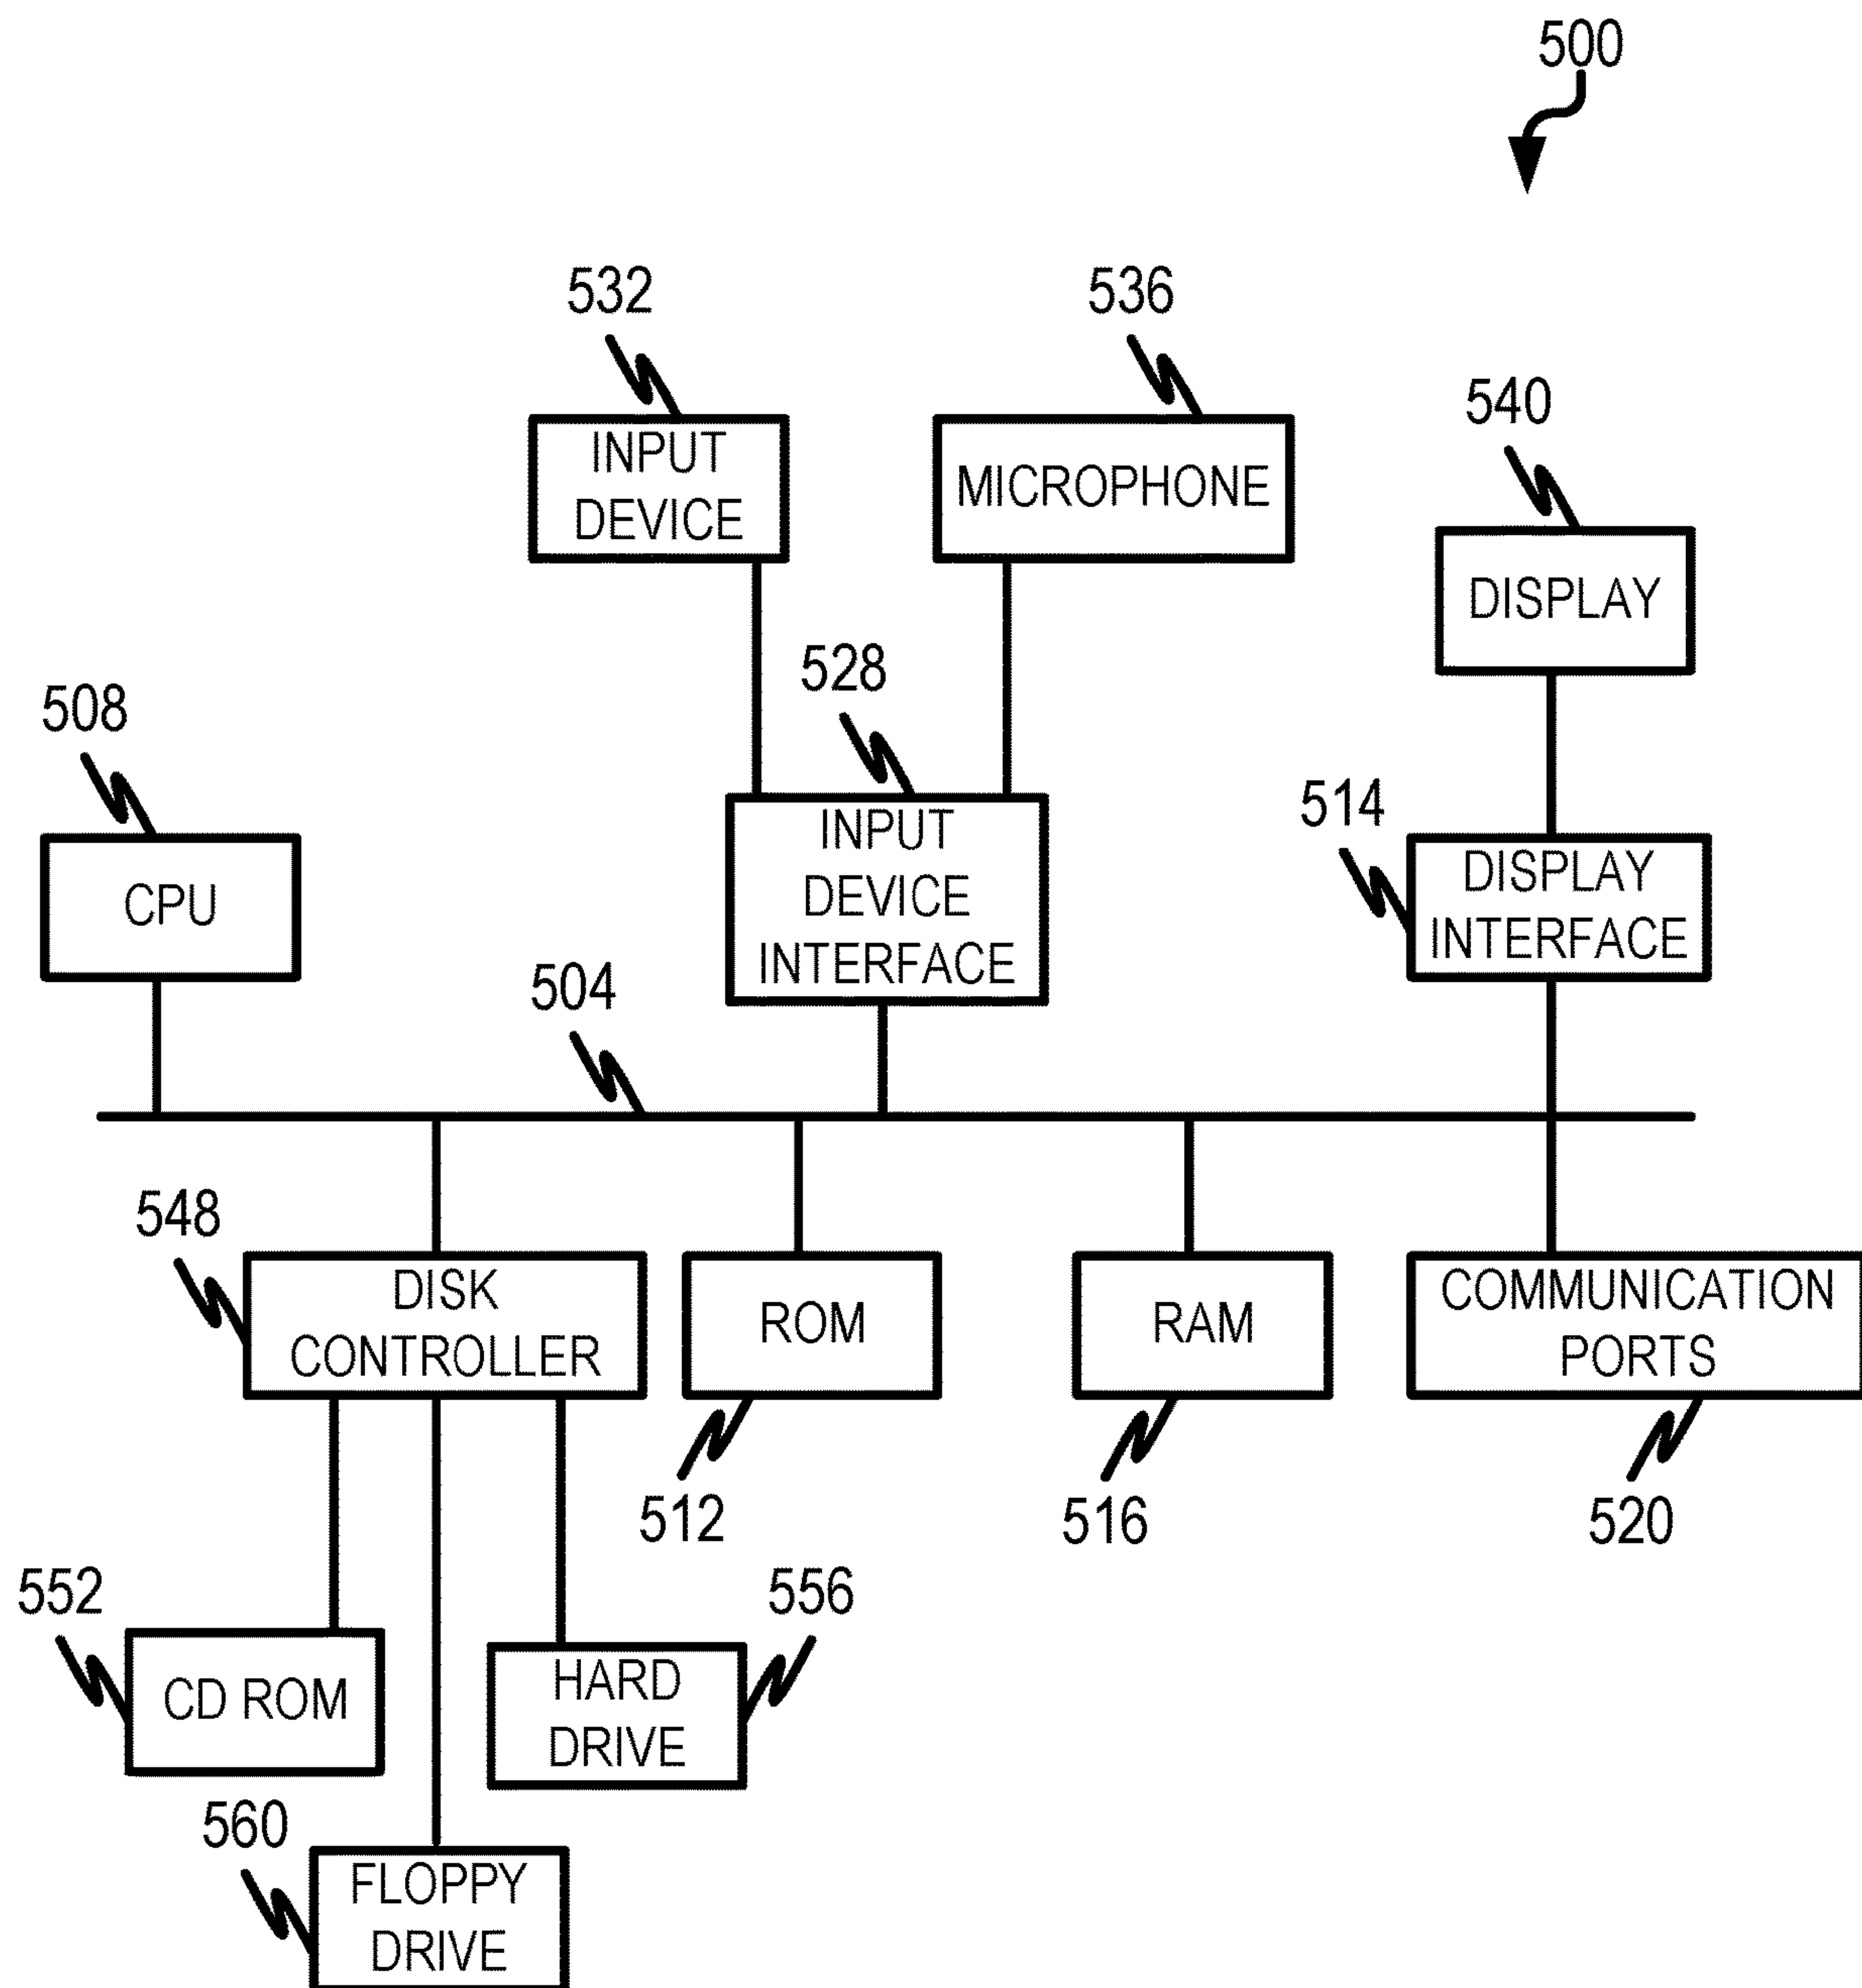 500
532
536
540
INPUT
DEVICE
MICROPHONE
DISPLAY
528
508
514
INPUT
DEVICE
INTERFACE
DISPLAY
INTERFACE
CPU
504
548
DISK
CONTROLLER
ROM
RAM
COMMUNICATION
PORTS
512
516
520
552
556
CD ROM
HARD
DRIVE
560
FLOPPY
DRIVE